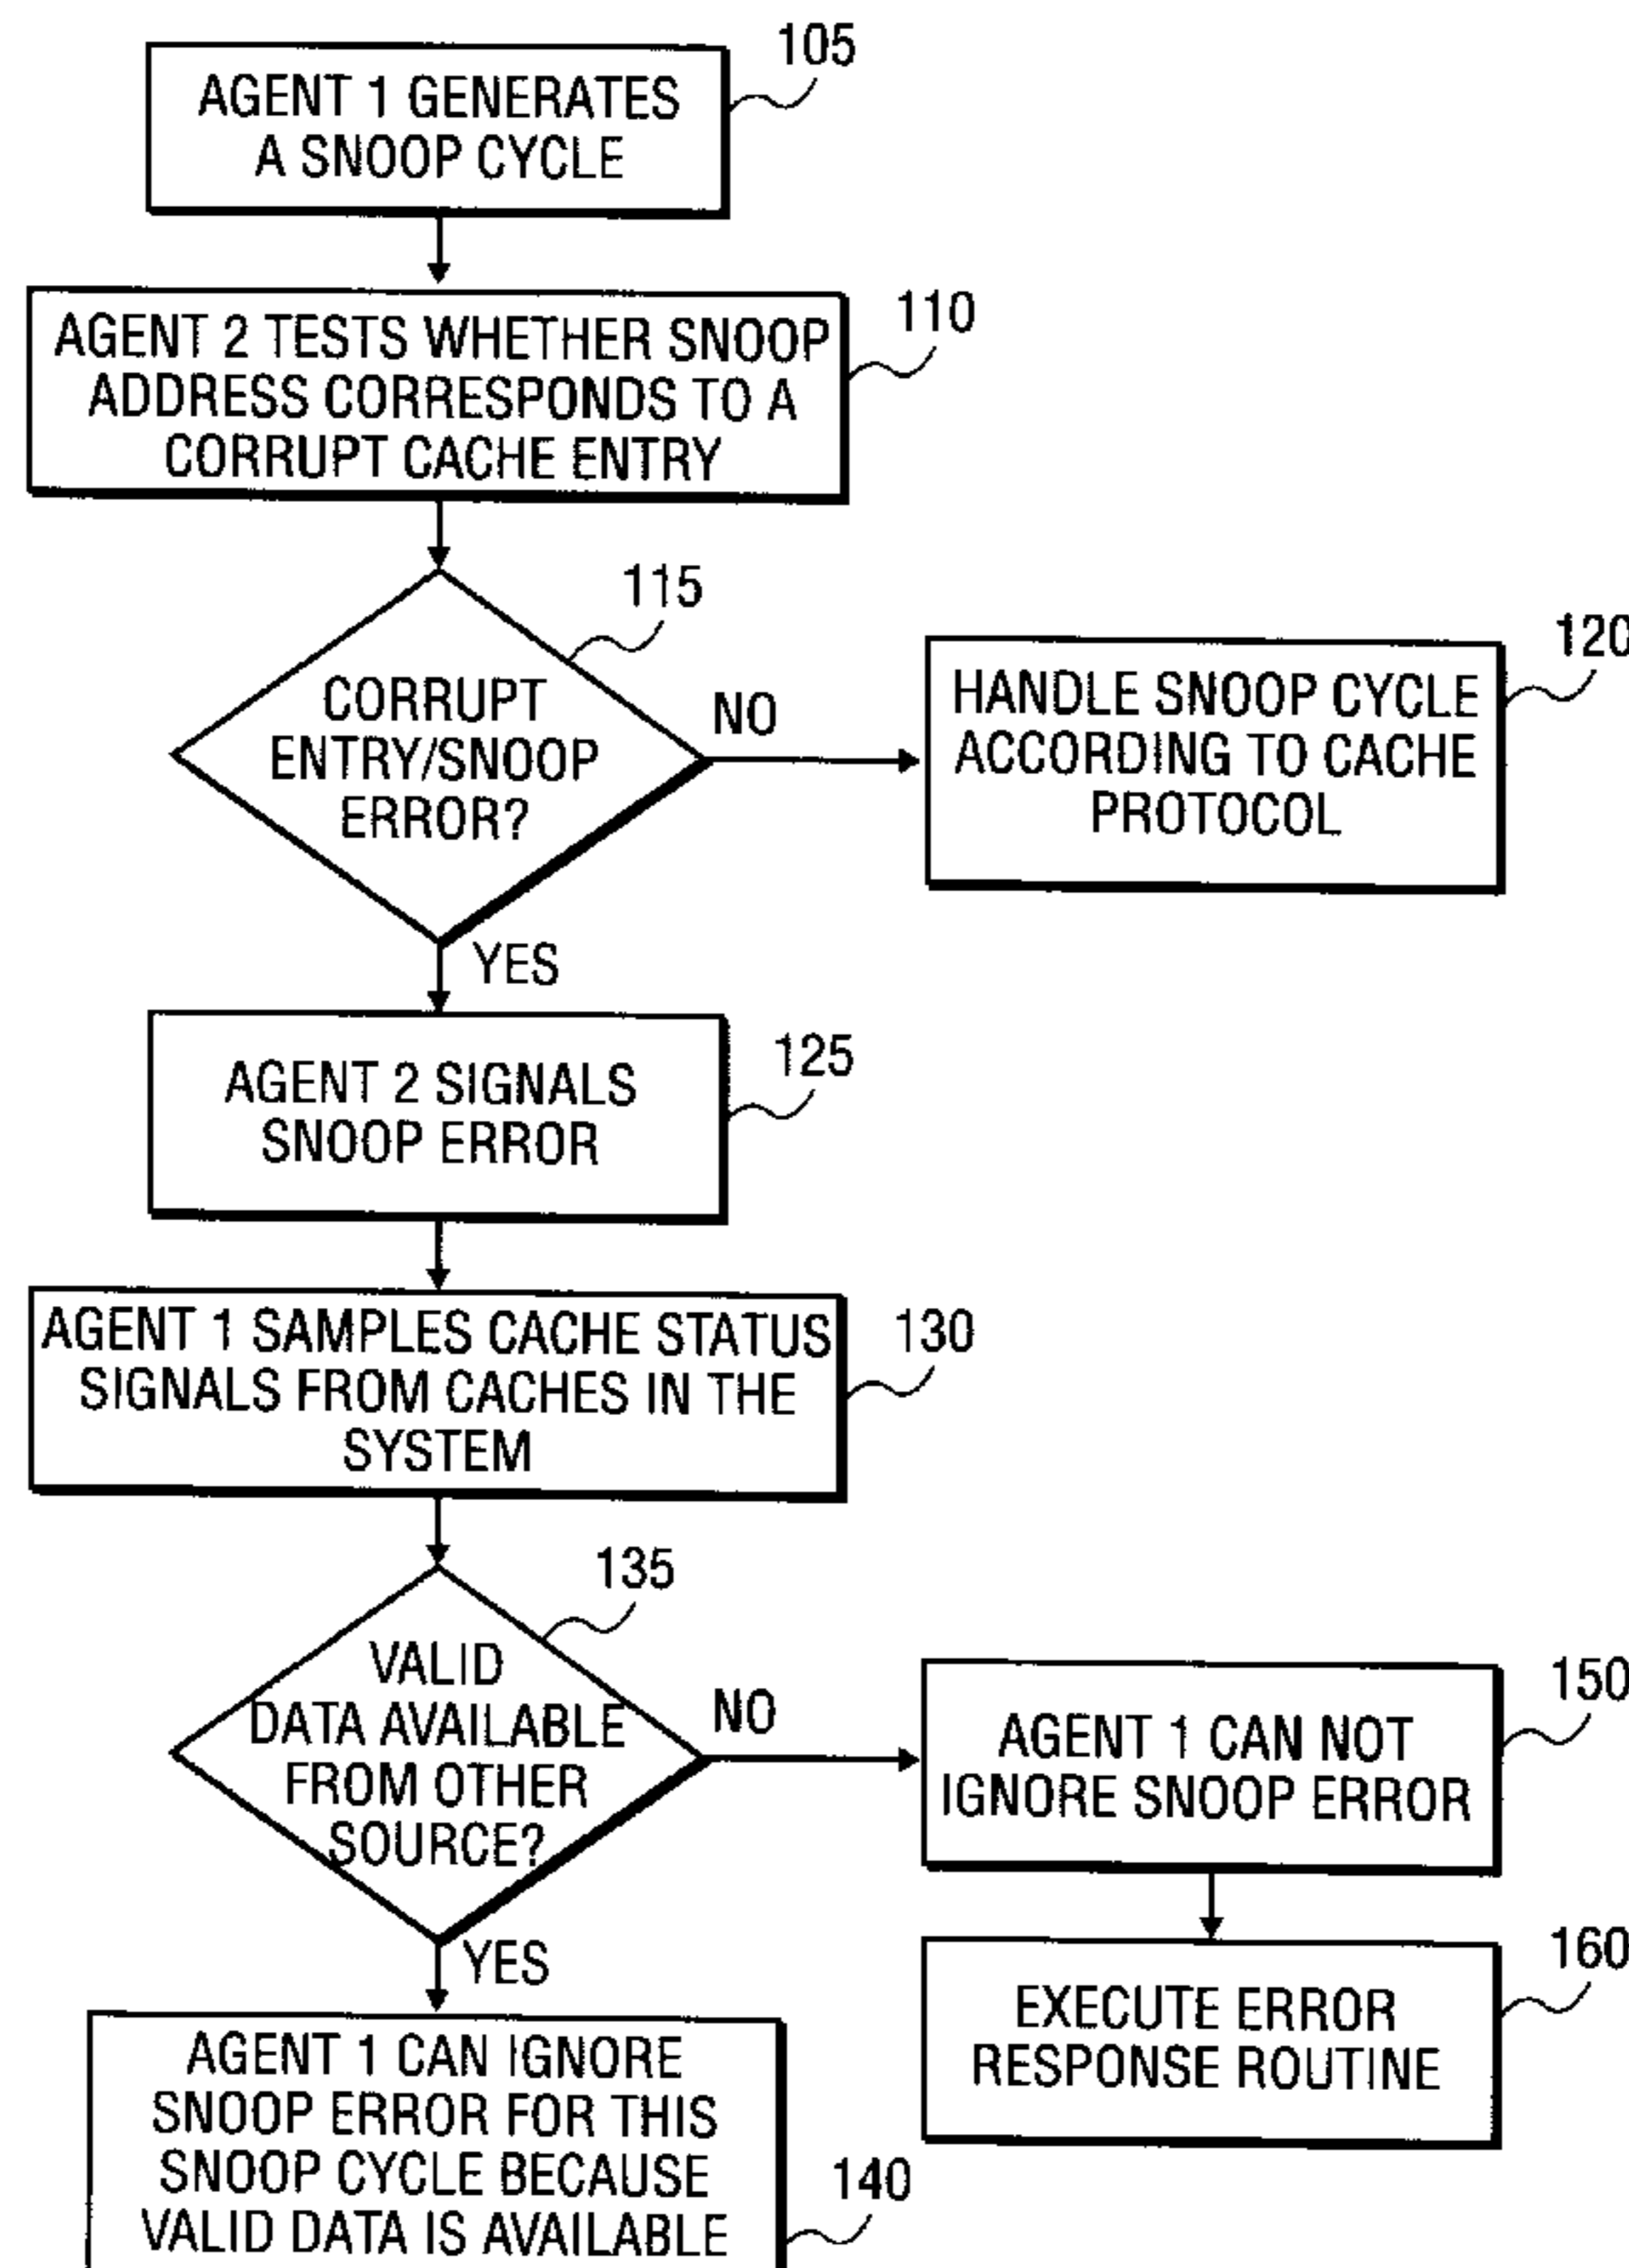 105
AGENT 1 GENERATES
A SNOOP CYCLE
110
AGENT 2 TESTS WHETHER SNOOP
ADDRESS CORRESPONDS TO A
CORRUPT CACHE ENTRY
115
CORRUPT
ENTRY/SNOOP
ERROR?
NO
120
HANDLE SNOOP CYCLE
ACCORDING TO CACHE
PROTOCOL
YES
125
AGENT 2 SIGNALS
SNOOP ERROR
130
AGENT 1 SAMPLES CACHE STATUS
SIGNALS FROM CACHES IN THE
SYSTEM
135
VALID
DATA AVAILABLE
FROM OTHER
SOURCE?
NO
150
AGENT 1 CAN NOT
IGNORE SNOOP ERROR
160
EXECUTE ERROR
RESPONSE ROUTINE
YES
AGENT 1 CAN IGNORE
SNOOP ERROR FOR THIS
SNOOP CYCLE BECAUSE
VALID DATA IS AVAILABLE
140